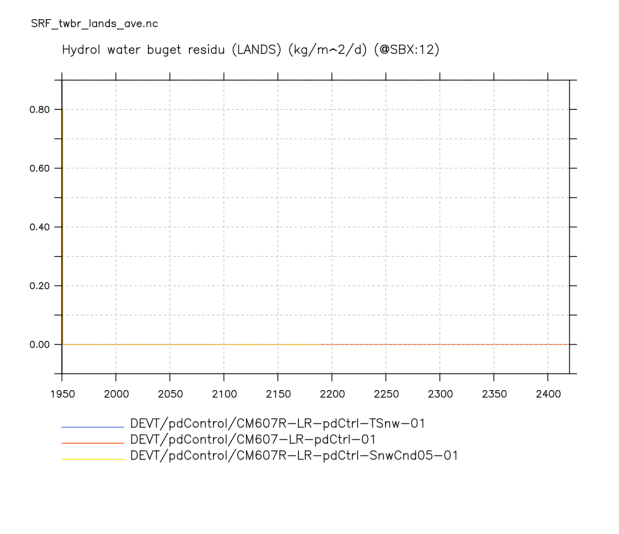 SRF_twbr_lands_ave.nc
Hydrol water buget residu (LANDS) (kg/m^2/d) (@SBX:12)
0.80
0.60
0.40
0.20
0.00
1950 2000 2050 2100 2150 2200 2250 2300 2350 2400
DEVT/pdControl/CM607R-LR-pdCtrl-TSnw-01
DEVT/pdControl/CM607-LR-pdCtrl-01
DEVT/pdControl/CM607R-LR-pdCtrl-SnwCnd05-01